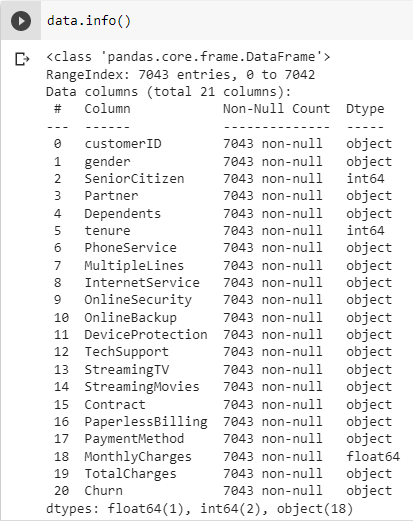 data.info()
<class 'pandas.core.frame.DataFrame'>
RangeIndex: 7043 entries, 0 to 7042
Data columns (total 21 columns):
 #   Column            Non-Null Count  Dtype
---  ------            --------------  -----
 0   customerID        7043 non-null   object
 1   gender            7043 non-null   object
 2   SeniorCitizen     7043 non-null   int64
 3   Partner           7043 non-null   object
 4   Dependents        7043 non-null   object
 5   tenure            7043 non-null   int64
 6   PhoneService      7043 non-null   object
 7   MultipleLines     7043 non-null   object
 8   InternetService   7043 non-null   object
 9   OnlineSecurity    7043 non-null   object
 10  OnlineBackup      7043 non-null   object
 11  DeviceProtection  7043 non-null   object
 12  TechSupport       7043 non-null   object
 13  StreamingTV       7043 non-null   object
 14  StreamingMovies   7043 non-null   object
 15  Contract          7043 non-null   object
 16  PaperlessBilling  7043 non-null   object
 17  PaymentMethod     7043 non-null   object
 18  MonthlyCharges    7043 non-null   float64
 19  TotalCharges      7043 non-null   object
 20  Churn             7043 non-null   object
dtypes: float64(1), int64(2), object(18)